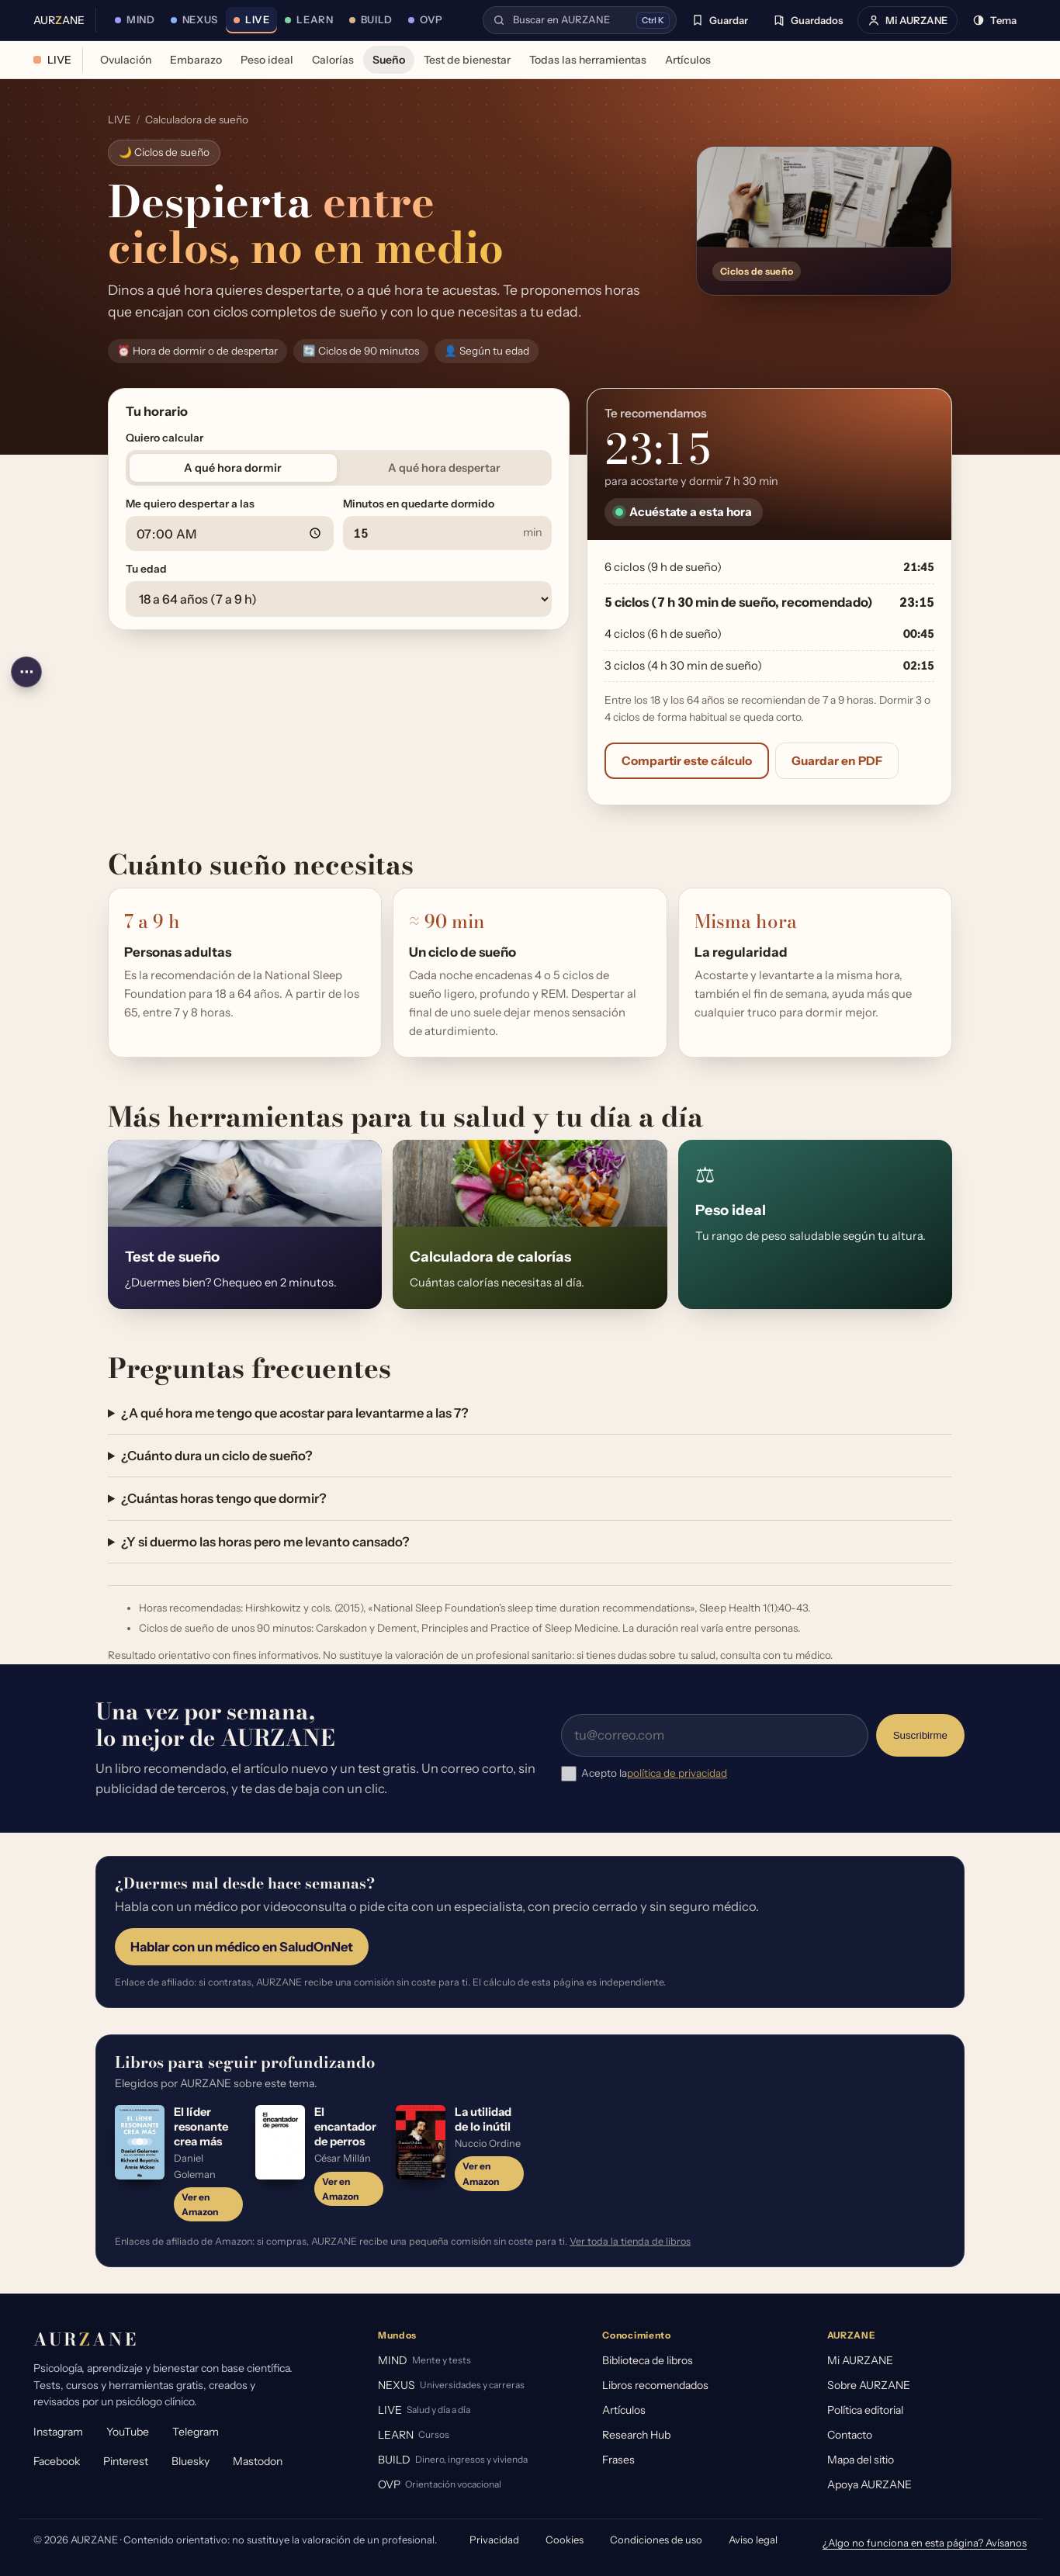 AURZANE
MIND
NEXUS
LIVE
LEARN
BUILD
OVP
Buscar en AURZANE
Ctrl K
Guardar
Guardados
Mi AURZANE
Tema
LIVE
Ovulación
Embarazo
Peso ideal
Calorías
Sueño
Test de bienestar
Todas las herramientas
Artículos
LIVE / Calculadora de sueño
🌙 Ciclos de sueño
Despierta entre
ciclos, no en medio
Dinos a qué hora quieres despertarte, o a qué hora te acuestas. Te proponemos horas
que encajan con ciclos completos de sueño y con lo que necesitas a tu edad.
⏰ Hora de dormir o de despertar
🔄 Ciclos de 90 minutos
👤 Según tu edad
Ciclos de sueño
Tu horario
Quiero calcular
A qué hora dormir
A qué hora despertar
Me quiero despertar a las
Minutos en quedarte dormido
07:00 AM
15
min
Tu edad
18 a 64 años (7 a 9 h)
Te recomendamos
23:15
para acostarte y dormir 7 h 30 min
Acuéstate a esta hora
6 ciclos (9 h de sueño) 21:45
5 ciclos (7 h 30 min de sueño, recomendado) 23:15
4 ciclos (6 h de sueño) 00:45
3 ciclos (4 h 30 min de sueño) 02:15
Entre los 18 y los 64 años se recomiendan de 7 a 9 horas. Dormir 3 o
4 ciclos de forma habitual se queda corto.
Compartir este cálculo
Guardar en PDF
Cuánto sueño necesitas
7 a 9 h
Personas adultas
Es la recomendación de la National Sleep
Foundation para 18 a 64 años. A partir de los
65, entre 7 y 8 horas.
≈ 90 min
Un ciclo de sueño
Cada noche encadenas 4 o 5 ciclos de
sueño ligero, profundo y REM. Despertar al
final de uno suele dejar menos sensación
de aturdimiento.
Misma hora
La regularidad
Acostarte y levantarte a la misma hora,
también el fin de semana, ayuda más que
cualquier truco para dormir mejor.
Más herramientas para tu salud y tu día a día
Test de sueño
¿Duermes bien? Chequeo en 2 minutos.
Calculadora de calorías
Cuántas calorías necesitas al día.
Peso ideal
Tu rango de peso saludable según tu altura.
Preguntas frecuentes
¿A qué hora me tengo que acostar para levantarme a las 7?
¿Cuánto dura un ciclo de sueño?
¿Cuántas horas tengo que dormir?
¿Y si duermo las horas pero me levanto cansado?
• Horas recomendadas: Hirshkowitz y cols. (2015), «National Sleep Foundation's sleep time duration recommendations», Sleep Health 1(1):40-43.
• Ciclos de sueño de unos 90 minutos: Carskadon y Dement, Principles and Practice of Sleep Medicine. La duración real varía entre personas.
Resultado orientativo con fines informativos. No sustituye la valoración de un profesional sanitario: si tienes dudas sobre tu salud, consulta con tu médico.
Una vez por semana,
lo mejor de AURZANE
Un libro recomendado, el artículo nuevo y un test gratis. Un correo corto, sin
publicidad de terceros, y te das de baja con un clic.
tu@correo.com
Suscribirme
Acepto lapolítica de privacidad
¿Duermes mal desde hace semanas?
Habla con un médico por videoconsulta o pide cita con un especialista, con precio cerrado y sin seguro médico.
Hablar con un médico en SaludOnNet
Enlace de afiliado: si contratas, AURZANE recibe una comisión sin coste para ti. El cálculo de esta página es independiente.
Libros para seguir profundizando
Elegidos por AURZANE sobre este tema.
EL LÍDER
RESONANTE
CREA MÁS
Daniel Goleman
Richard Boyatzis
Annie McKee
El líder
resonante
crea más
Daniel
Goleman
Ver en
Amazon
El
encantador
de perros
El
encantador
de perros
César Millán
Ver en
Amazon
La utilidad
de lo inútil
Nuccio Ordine
Ver en
Amazon
Enlaces de afiliado de Amazon: si compras, AURZANE recibe una pequeña comisión sin coste para ti. Ver toda la tienda de libros
AURZANE
Psicología, aprendizaje y bienestar con base científica.
Tests, cursos y herramientas gratis, creados y
revisados por un psicólogo clínico.
Instagram
YouTube
Telegram
Facebook
Pinterest
Bluesky
Mastodon
Mundos
MIND Mente y tests
NEXUS Universidades y carreras
LIVE Salud y día a día
LEARN Cursos
BUILD Dinero, ingresos y vivienda
OVP Orientación vocacional
Conocimiento
Biblioteca de libros
Libros recomendados
Artículos
Research Hub
Frases
AURZANE
Mi AURZANE
Sobre AURZANE
Política editorial
Contacto
Mapa del sitio
Apoya AURZANE
© 2026 AURZANE · Contenido orientativo: no sustituye la valoración de un profesional.
Privacidad
Cookies
Condiciones de uso
Aviso legal
¿Algo no funciona en esta página? Avísanos